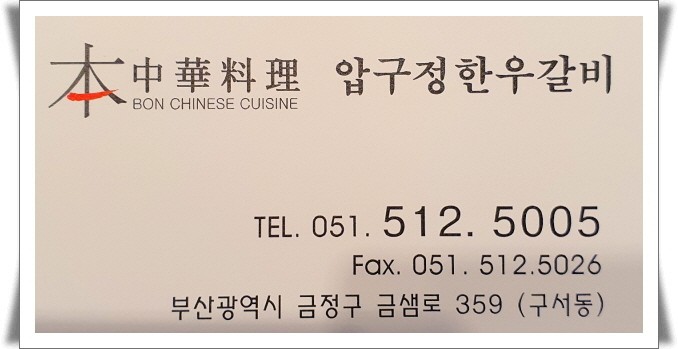 本 中華料理 압구정한우갈비
BON CHINESE CUISINE
TEL. 051. 512. 5005
Fax. 051. 512.5026
부산광역시 금정구 금샘로 359 (구서동)